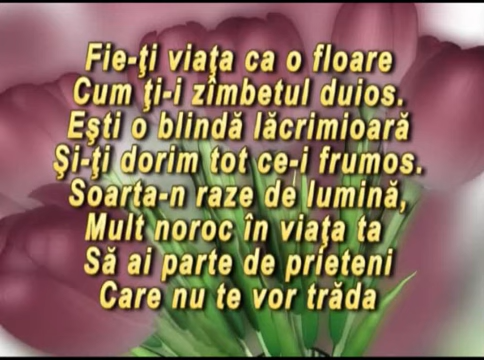 Fie-ţi viaţa ca o floare
Cum ţi-i zîmbetul duios.
Eşti o blindă lăcrimioară
Şi-ţi dorim tot ce-i frumos.
Soarta-n raze de lumină,
Mult noroc în viaţa ta
Să ai parte de prieteni
Care nu te vor trăda